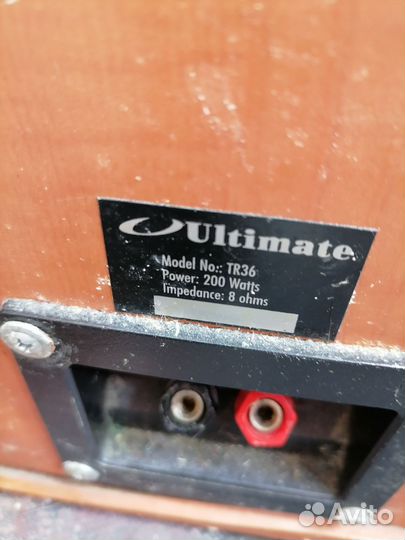 Ultimate
Model No.: TR36
Power: 200 Watts
Impedance: 8 ohms
Avito